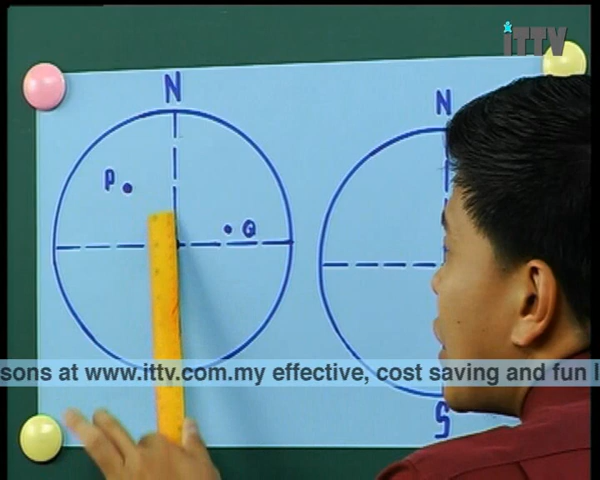 iTTV
N
N
P
Q
sons at www.ittv.com.my effective, cost saving and fun l
S